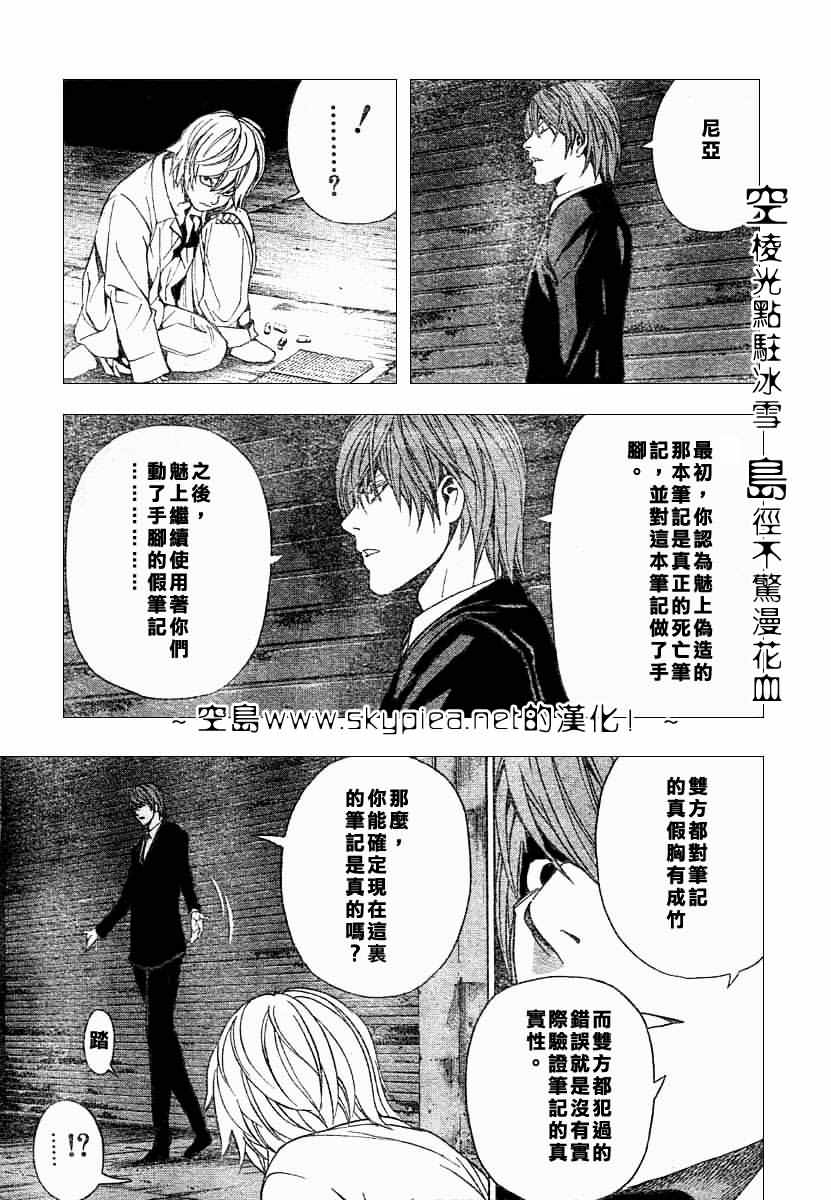 尼亞
！
………？
最初，你認為魅上偽造的
那本筆記是真正的死亡筆
記，並對這本筆記做了手
腳。
之後，
魅上繼續使用著你們
動了手腳的假筆記
…………
雙方都對筆記
的真假胸有成竹
而雙方都犯過的
錯誤就是沒有實
際驗證筆記的真
實性。
那麼，
你能確定現在這裏
的筆記是真的嗎？
踏
!?
……
空棱光點駐冰雪 島徑不驚漫花血
~ 空島www.skypiea.net的漢化! ~